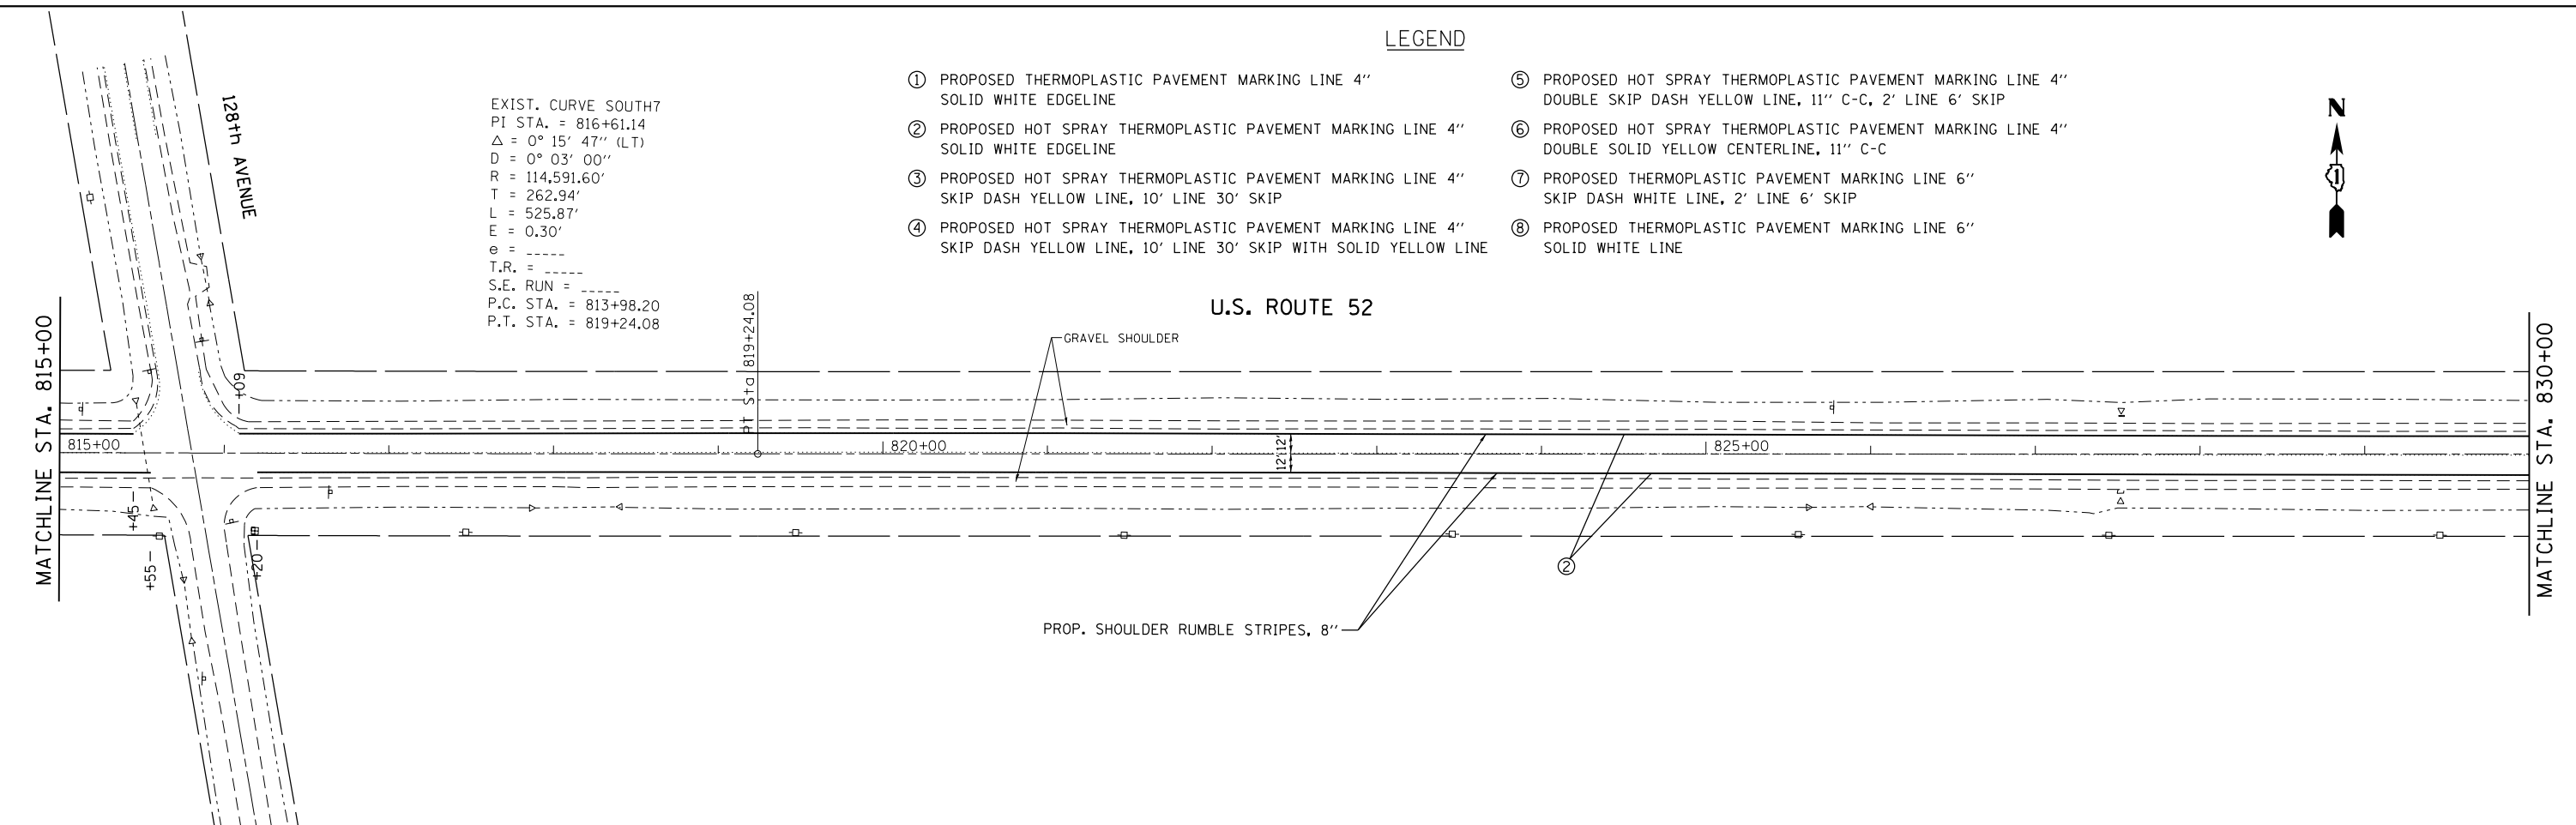 LEGEND
① PROPOSED THERMOPLASTIC PAVEMENT MARKING LINE 4''
SOLID WHITE EDGELINE
② PROPOSED HOT SPRAY THERMOPLASTIC PAVEMENT MARKING LINE 4''
SOLID WHITE EDGELINE
③ PROPOSED HOT SPRAY THERMOPLASTIC PAVEMENT MARKING LINE 4''
SKIP DASH YELLOW LINE, 10' LINE 30' SKIP
④ PROPOSED HOT SPRAY THERMOPLASTIC PAVEMENT MARKING LINE 4''
SKIP DASH YELLOW LINE, 10' LINE 30' SKIP WITH SOLID YELLOW LINE
⑤ PROPOSED HOT SPRAY THERMOPLASTIC PAVEMENT MARKING LINE 4''
DOUBLE SKIP DASH YELLOW LINE, 11'' C-C, 2' LINE 6' SKIP
⑥ PROPOSED HOT SPRAY THERMOPLASTIC PAVEMENT MARKING LINE 4''
DOUBLE SOLID YELLOW CENTERLINE, 11'' C-C
⑦ PROPOSED THERMOPLASTIC PAVEMENT MARKING LINE 6''
SKIP DASH WHITE LINE, 2' LINE 6' SKIP
⑧ PROPOSED THERMOPLASTIC PAVEMENT MARKING LINE 6''
SOLID WHITE LINE
N
1
128th AVENUE
EXIST. CURVE SOUTH7
PI STA. = 816+61.14
△ = 0° 15' 47'' (LT)
D = 0° 03' 00''
R = 114,591.60'
T = 262.94'
L = 525.87'
E = 0.30'
e = _____
T.R. = _____
S.E. RUN = _____
P.C. STA. = 813+98.20
P.T. STA. = 819+24.08
U.S. ROUTE 52
GRAVEL SHOULDER
MATCHLINE STA. 815+00
PT Sta 819+24.08
+09
815+00
820+00
12'
12'
825+00
+45
+55
+20
②
PROP. SHOULDER RUMBLE STRIPES, 8''
MATCHLINE STA. 830+00